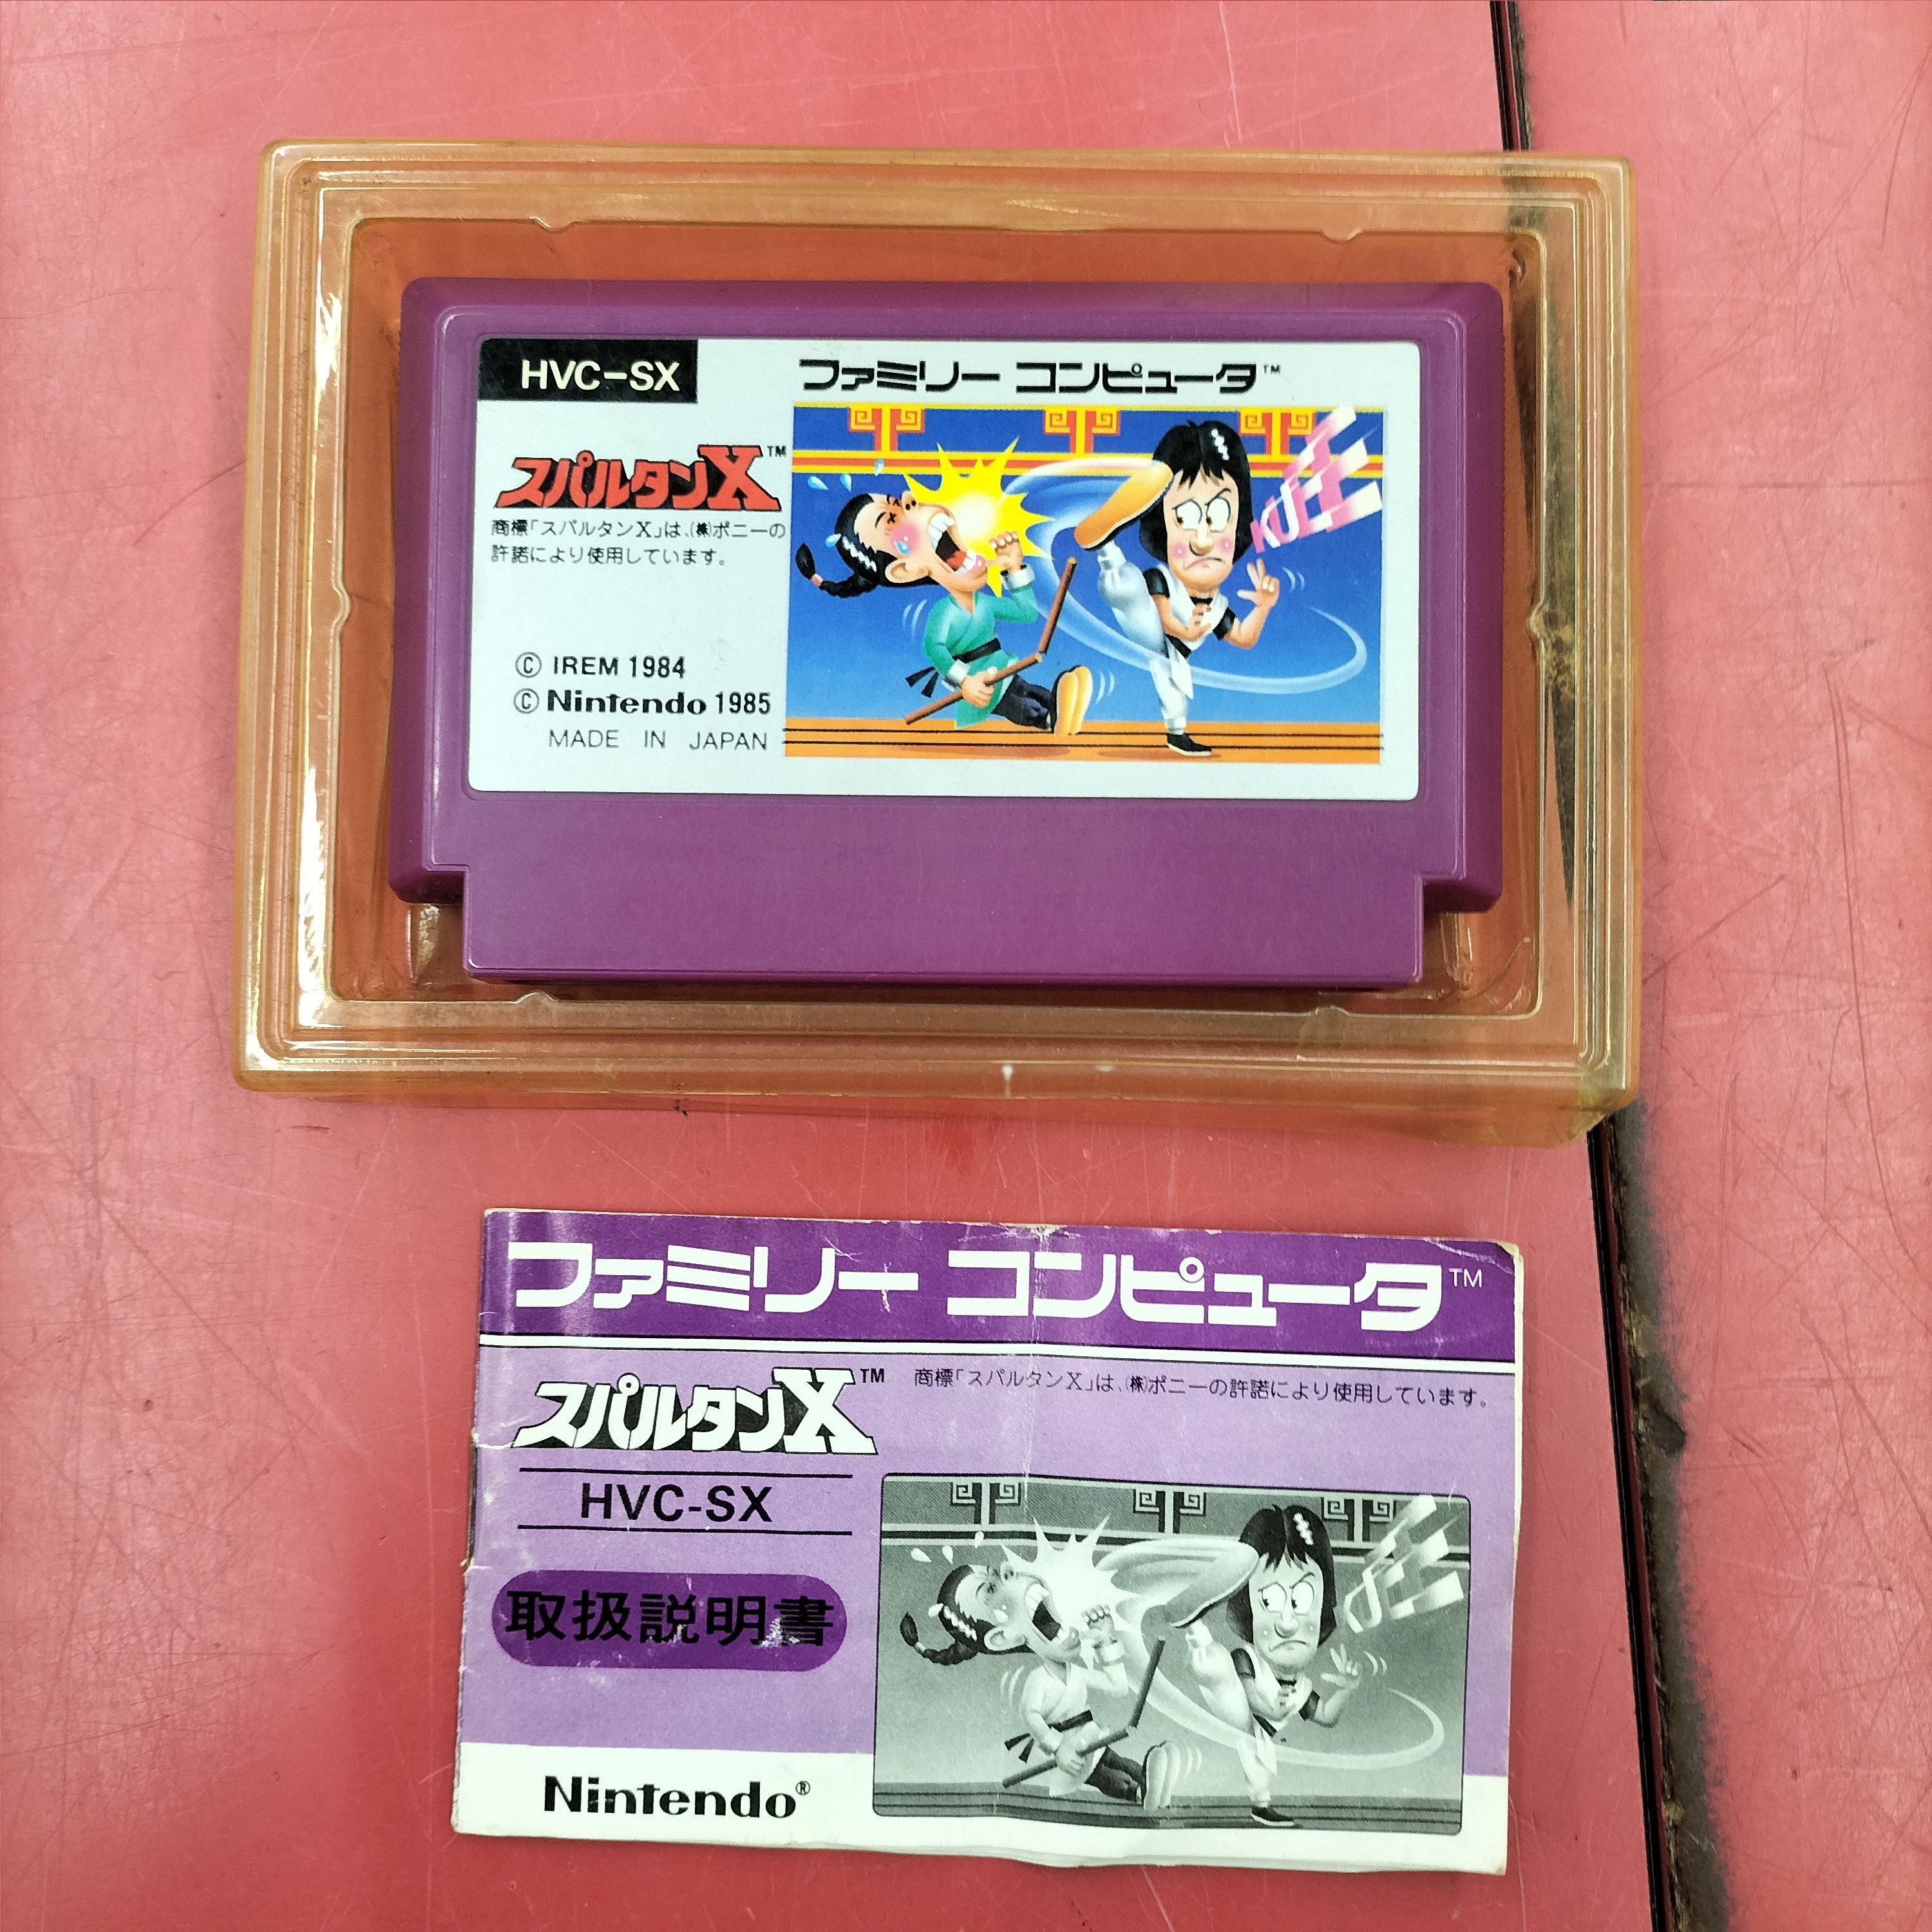 HVC-SX
ファミリー コンピュータ™
スパルタンX™
商標「スパルタンX」は、㈱ポニーの
許諾により使用しています。
© IREM 1984
© Nintendo 1985
MADE IN JAPAN
ファミリー コンピュータ™
スパルタンX™
商標「スパルタンX」は、㈱ポニーの許諾により使用しています。
HVC-SX
取扱説明書
Nintendo®